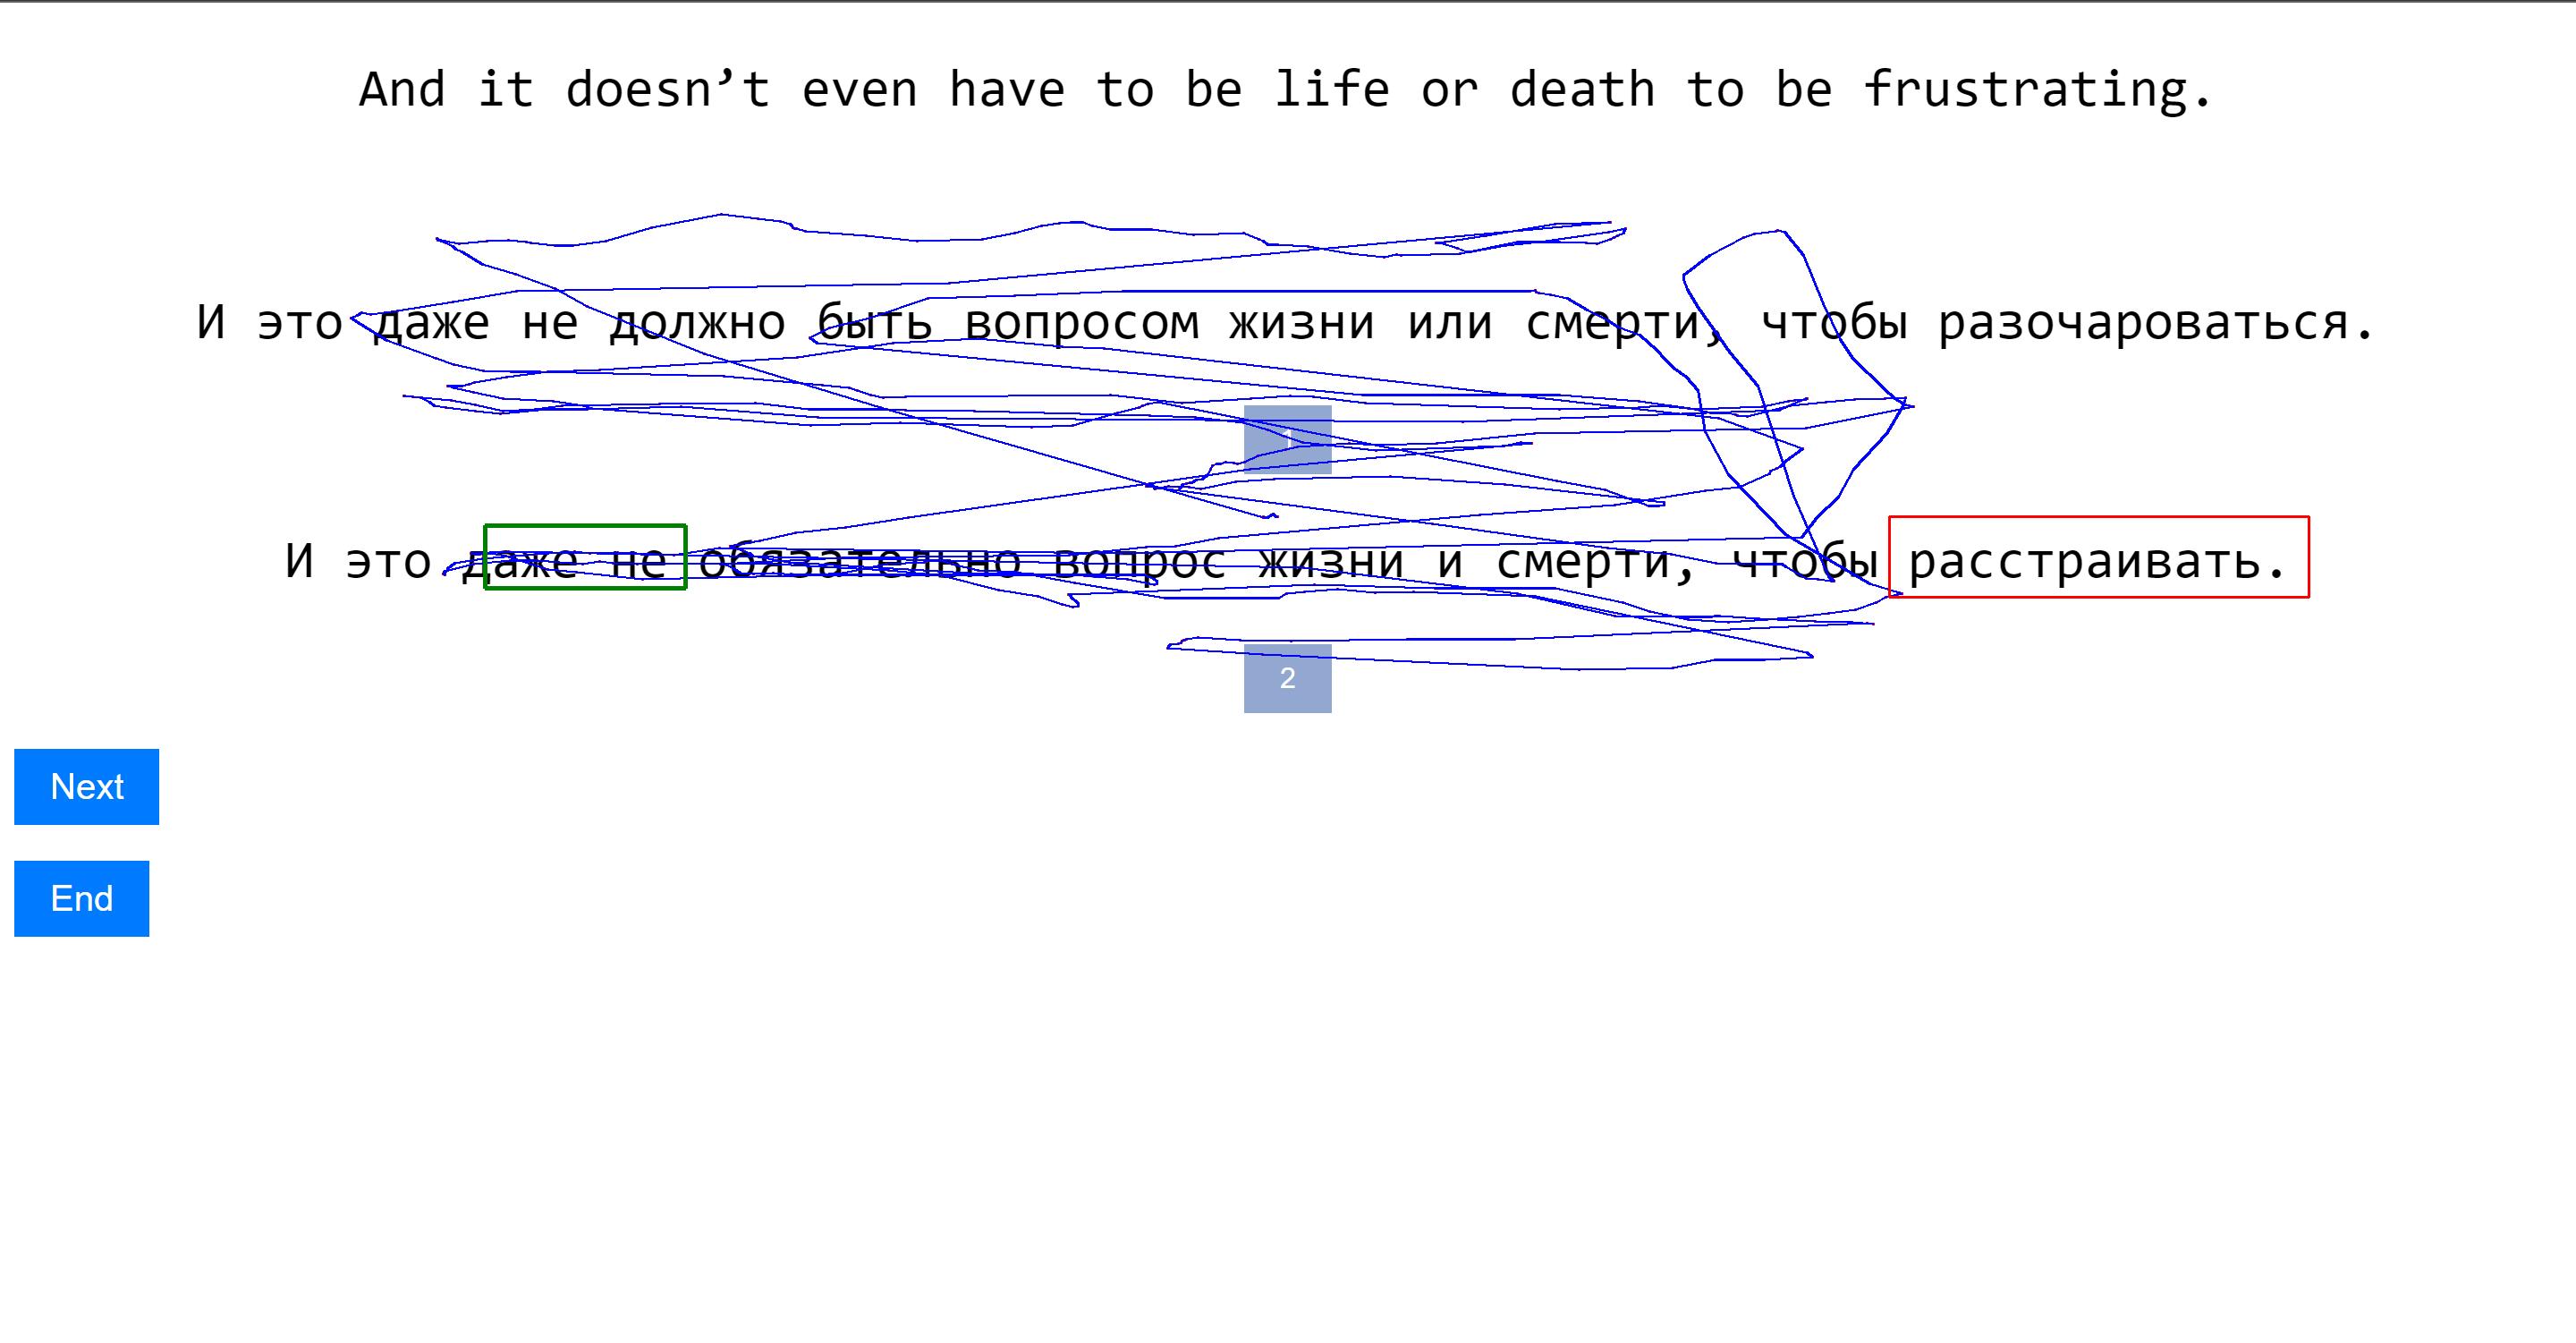 And it doesn’t even have to be life or death to be frustrating.
И это даже не должно быть вопросом жизни или смерти, чтобы разочароваться.
1
И это даже не обязательно вопрос жизни и смерти, чтобы расстраивать.
2
Next
End